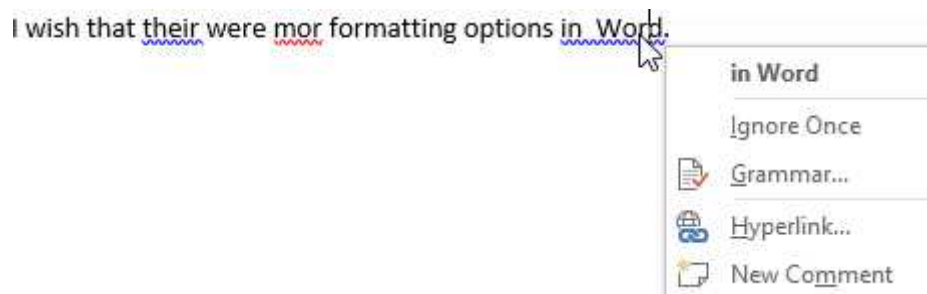 I wish that their were mor formatting options in  Word.
in Word
Ignore Once
Grammar...
Hyperlink...
New Comment